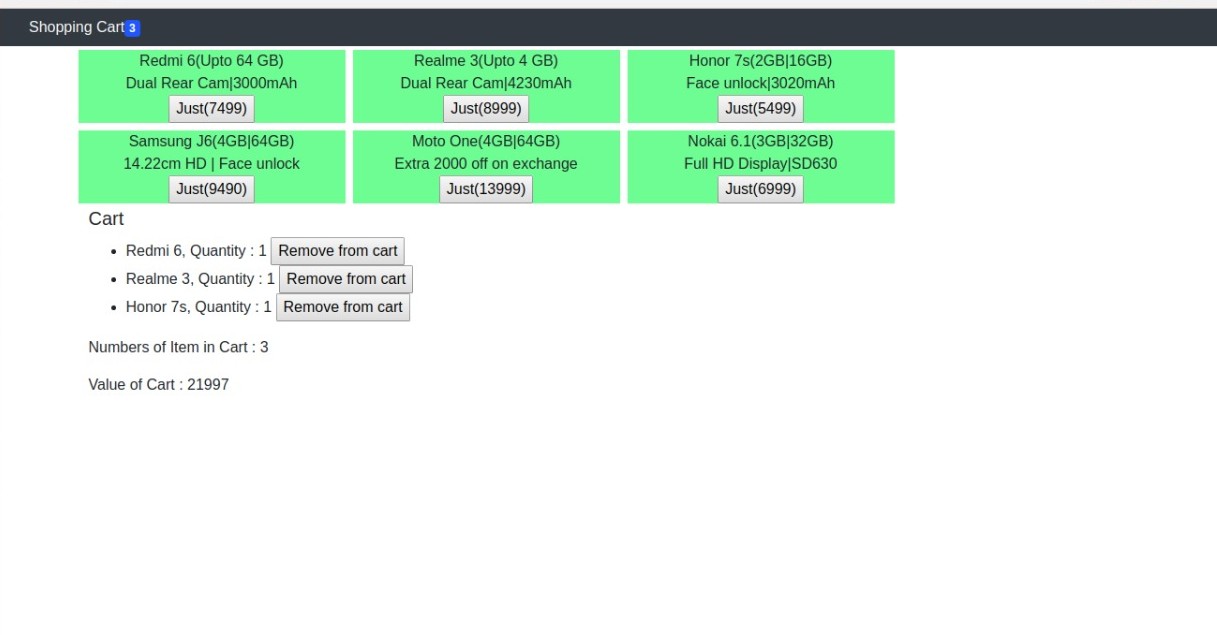 Shopping Cart 3
Redmi 6(Upto 64 GB)
Dual Rear Cam|3000mAh
Just(7499)
Realme 3(Upto 4 GB)
Dual Rear Cam|4230mAh
Just(8999)
Honor 7s(2GB|16GB)
Face unlock|3020mAh
Just(5499)
Samsung J6(4GB|64GB)
14.22cm HD | Face unlock
Just(9490)
Moto One(4GB|64GB)
Extra 2000 off on exchange
Just(13999)
Nokai 6.1(3GB|32GB)
Full HD Display|SD630
Just(6999)
Cart
• Redmi 6, Quantity : 1 Remove from cart
• Realme 3, Quantity : 1 Remove from cart
• Honor 7s, Quantity : 1 Remove from cart
Numbers of Item in Cart : 3
Value of Cart : 21997